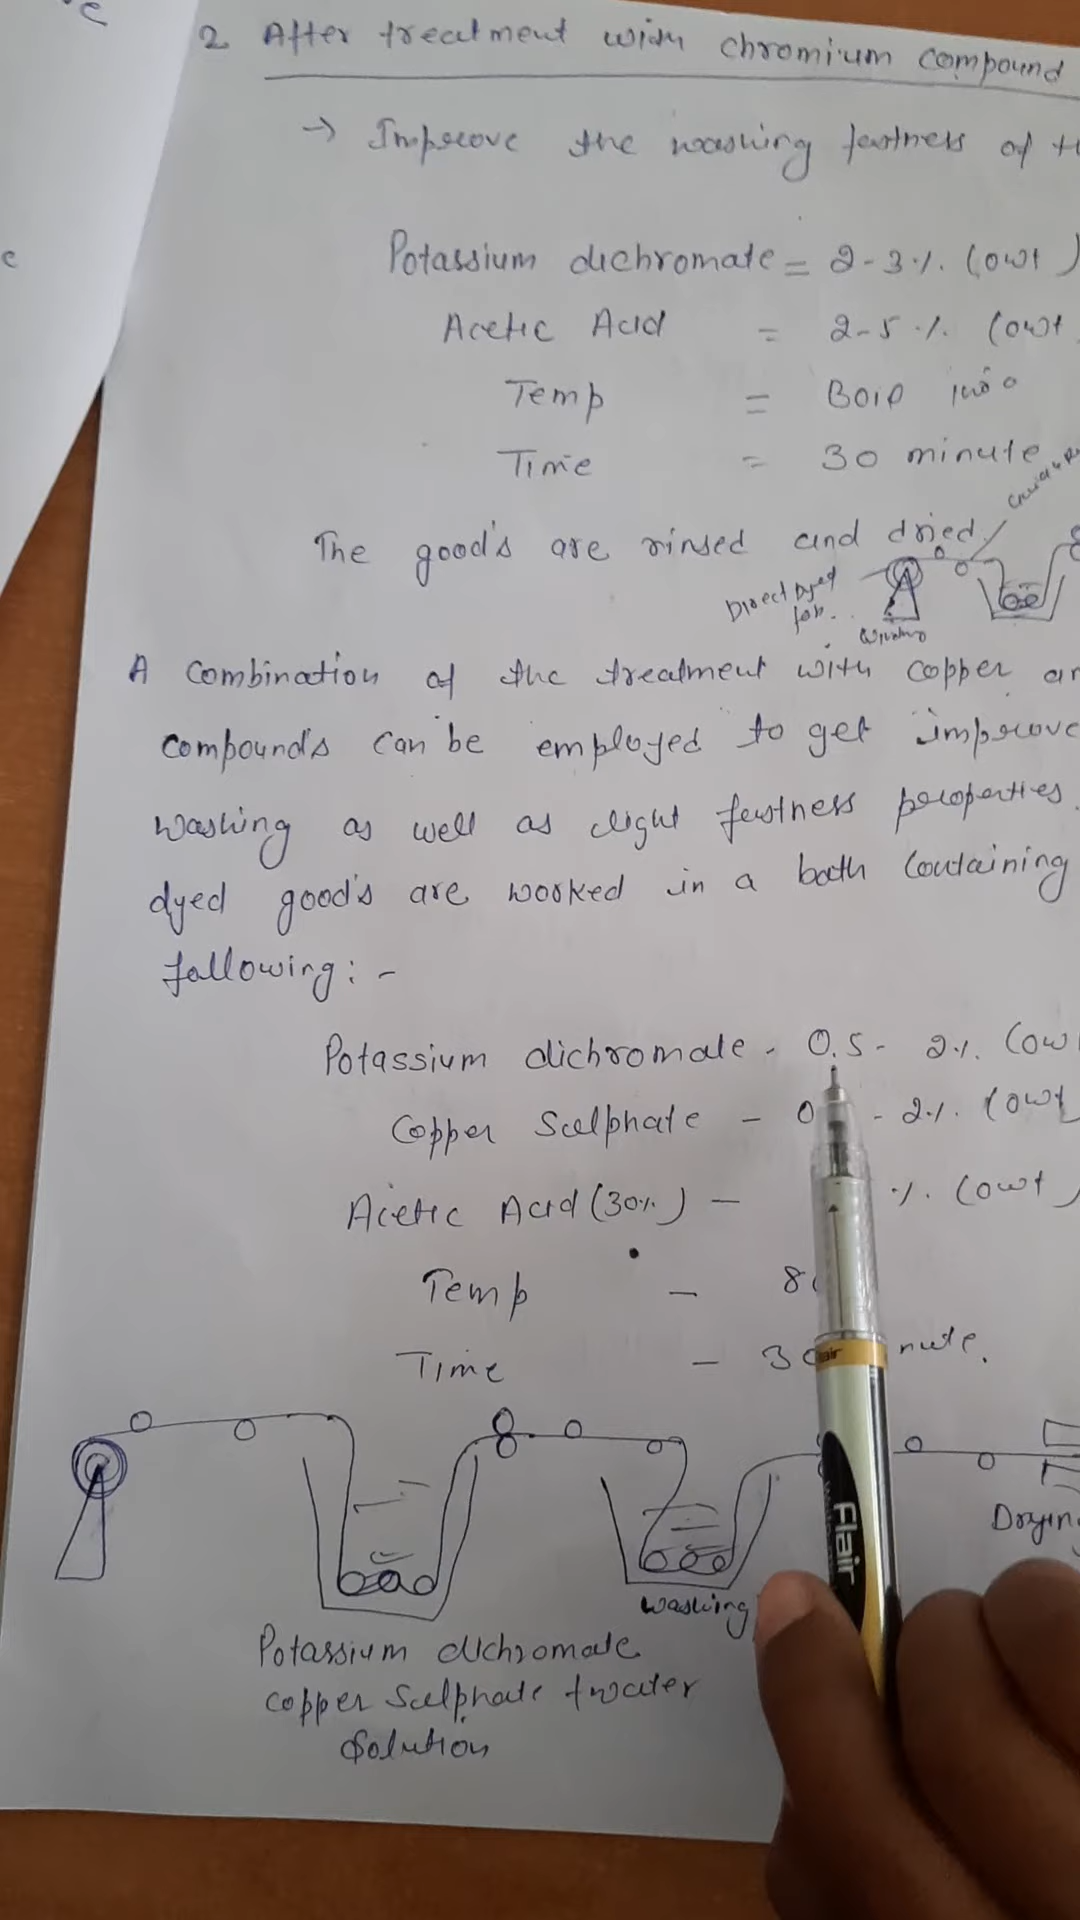 2 After treatment with chromium compound
→ Improve the washing fastness of
Potassium dichromate = 2-3 %. (owt)
Acetic Acid = 2-5 %. (owt
Temp = Boil 100°
Time = 30 minute
The good's are rinsed and dried.
Direct Dyed
fab.
A combination of the treatment with copper
compound's can be employed to get improve
washing as well as light fastness properties.
dyed good's are worked in a bath containing
following: -
Potassium dichromate - 0.5 - 2%. (ow
Copper Sulphate - 0 - 2%. (owt
Acetic Acid (30%) - %. (owt)
Temp - 8
Time - 30 nute.
Drying
Washing
Flair
Potassium dichromate
copper Sulphate + water
Solution